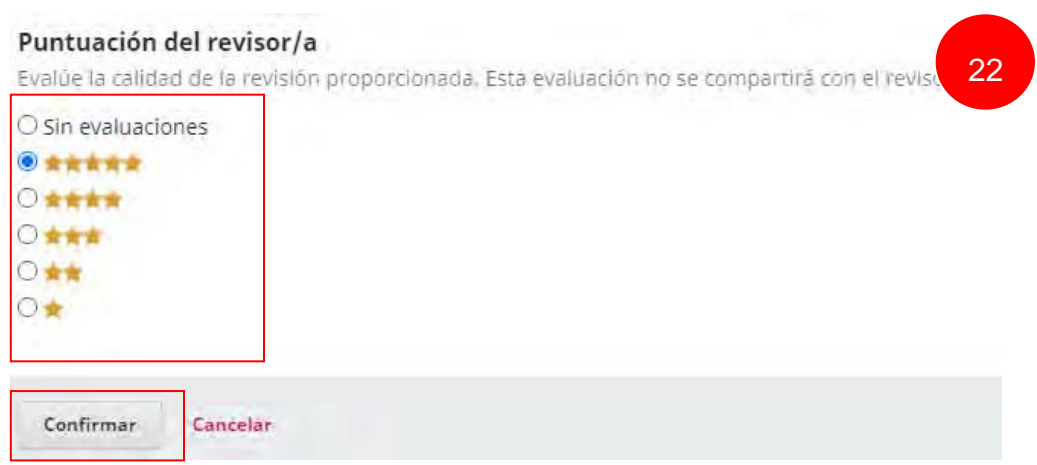 Puntuación del revisor/a
Evalúe la calidad de la revisión proporcionada. Esta evaluación no se compartirá con el
22
Sin evaluaciones
Confirmar Cancelar